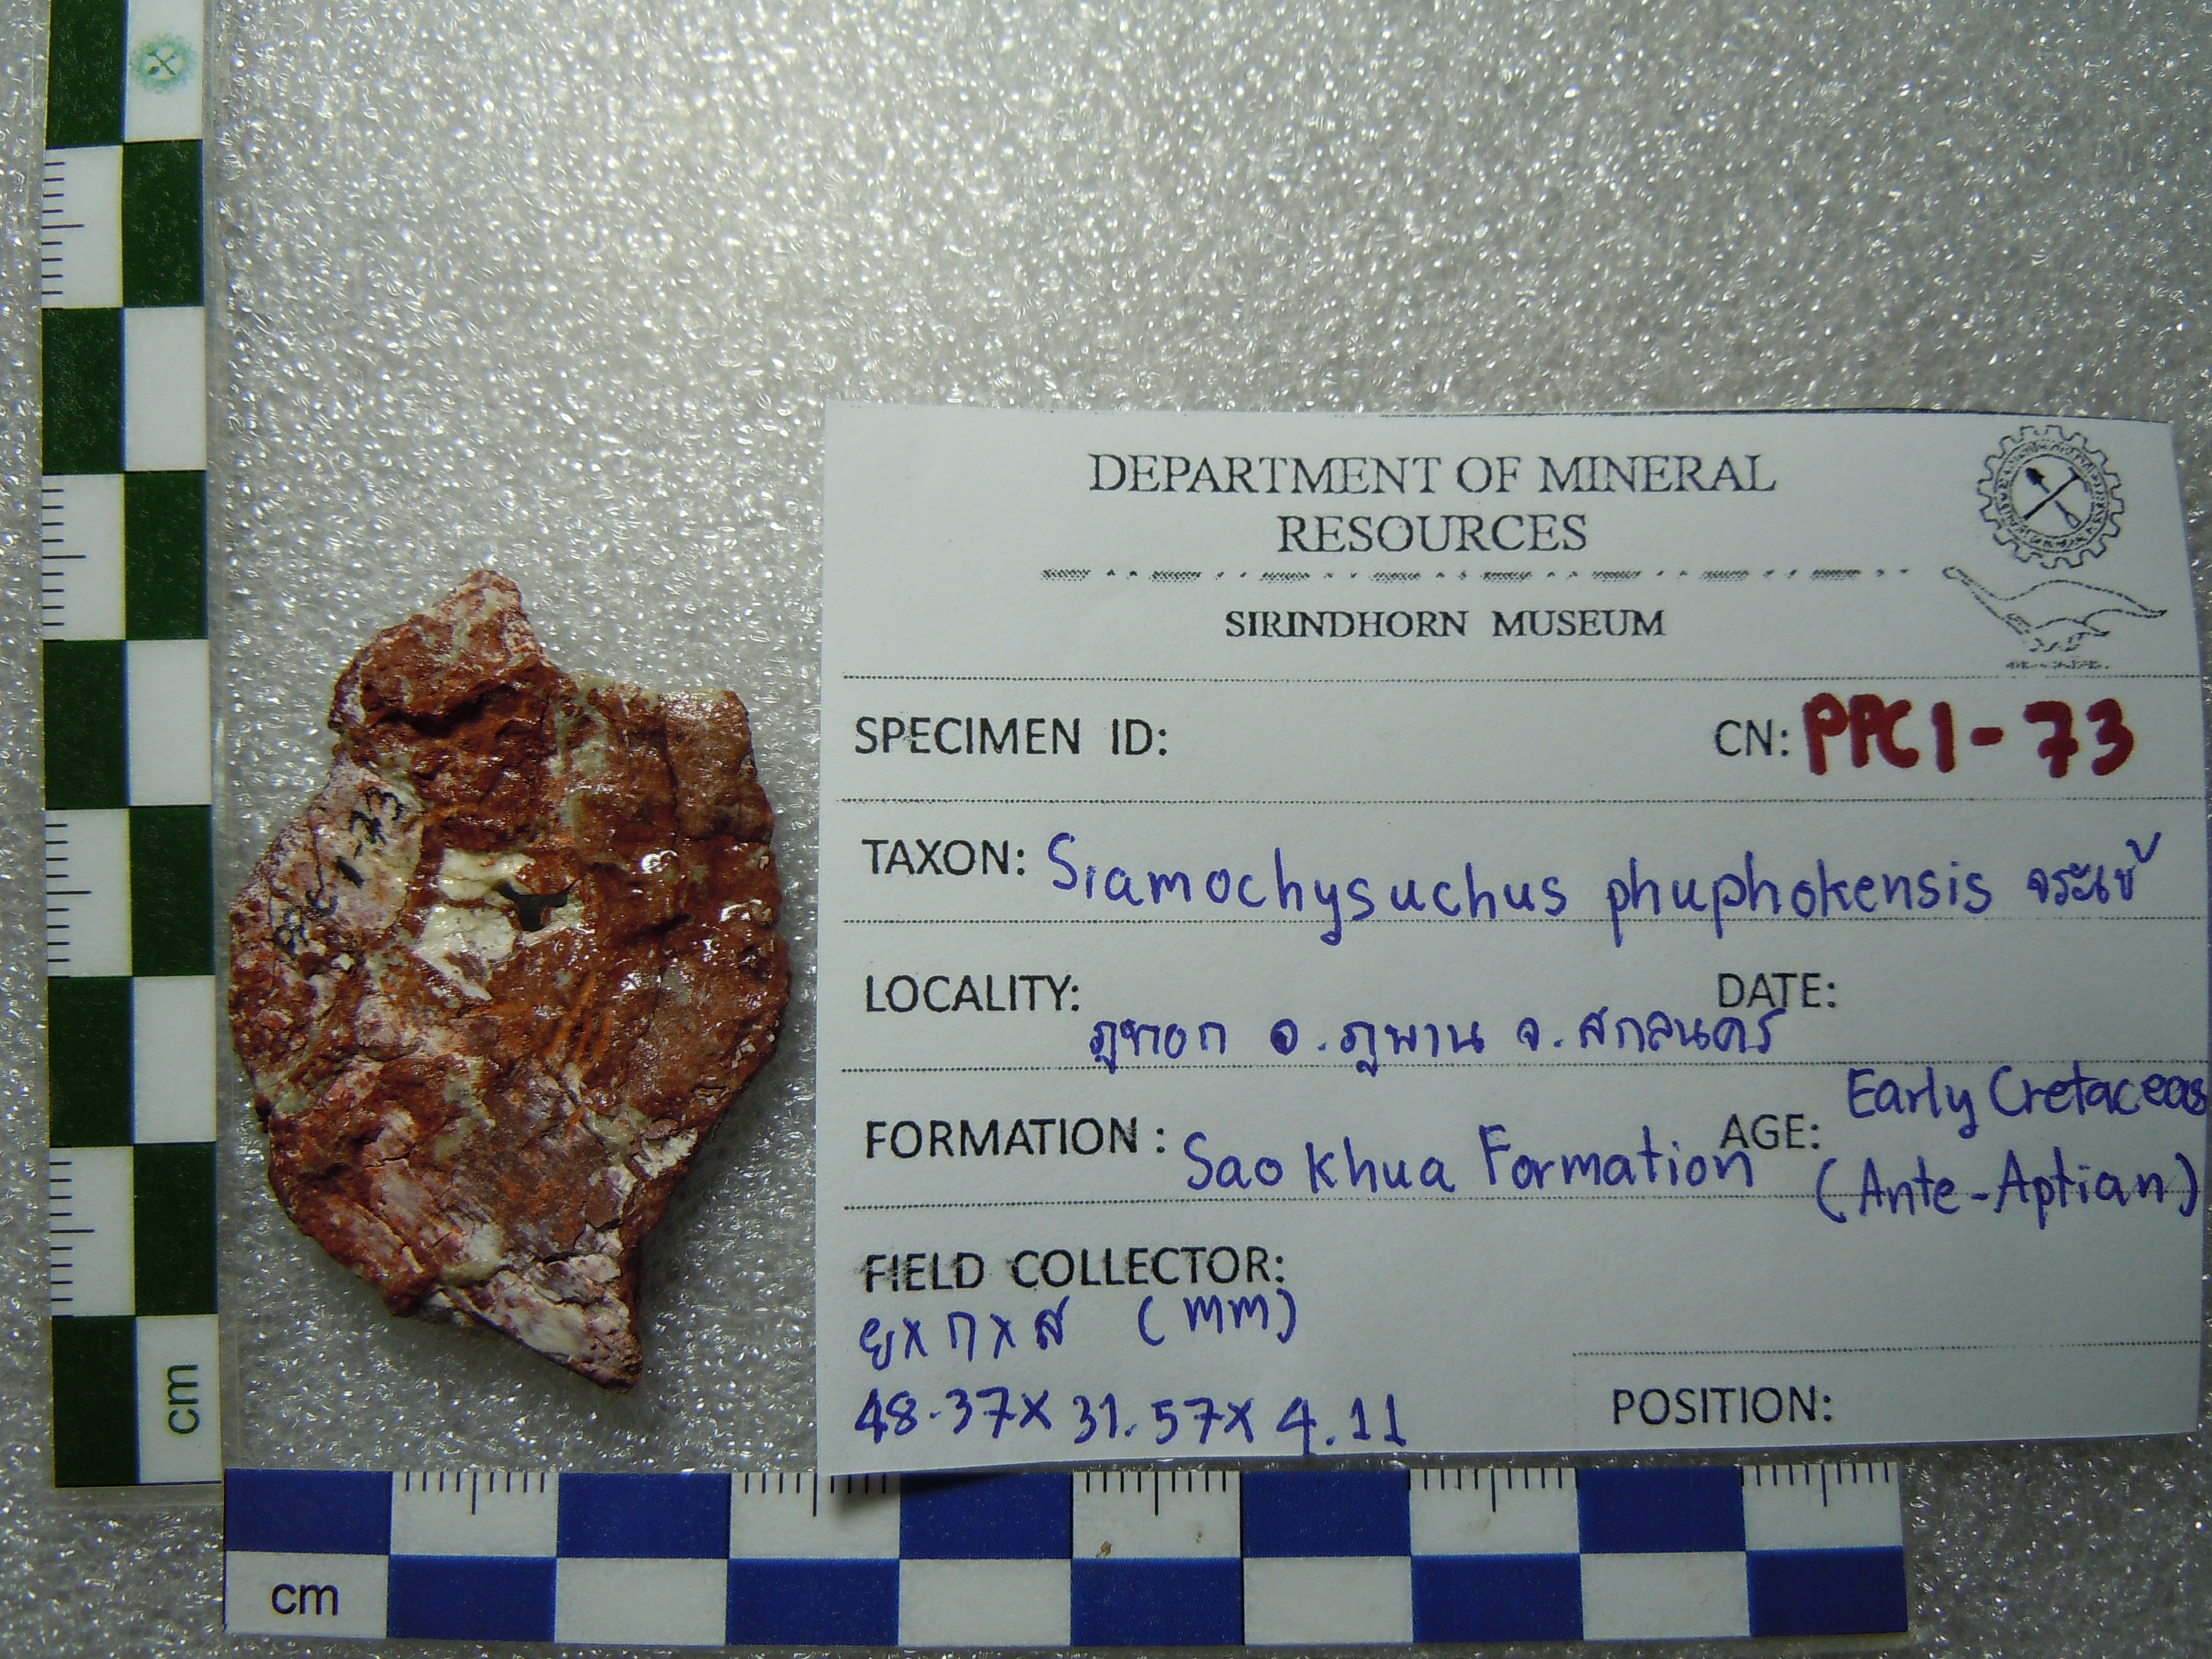 DEPARTMENT OF MINERAL
RESOURCES
SIRINDHORN MUSEUM
SPECIMEN ID: CN: PPC1-73
TAXON: Siamochysuchus phuphokensis จระเข้
LOCALITY: DATE:
ภูพอก อ.ภูพาน จ.สกลนคร
FORMATION: Sao Khua Formation AGE: Early Cretaceous
(Ante-Aptian)
FIELD COLLECTOR:
ย x ก x ส (mm)
48.37x 31.57x 4.11
POSITION:
1-73
cm
cm